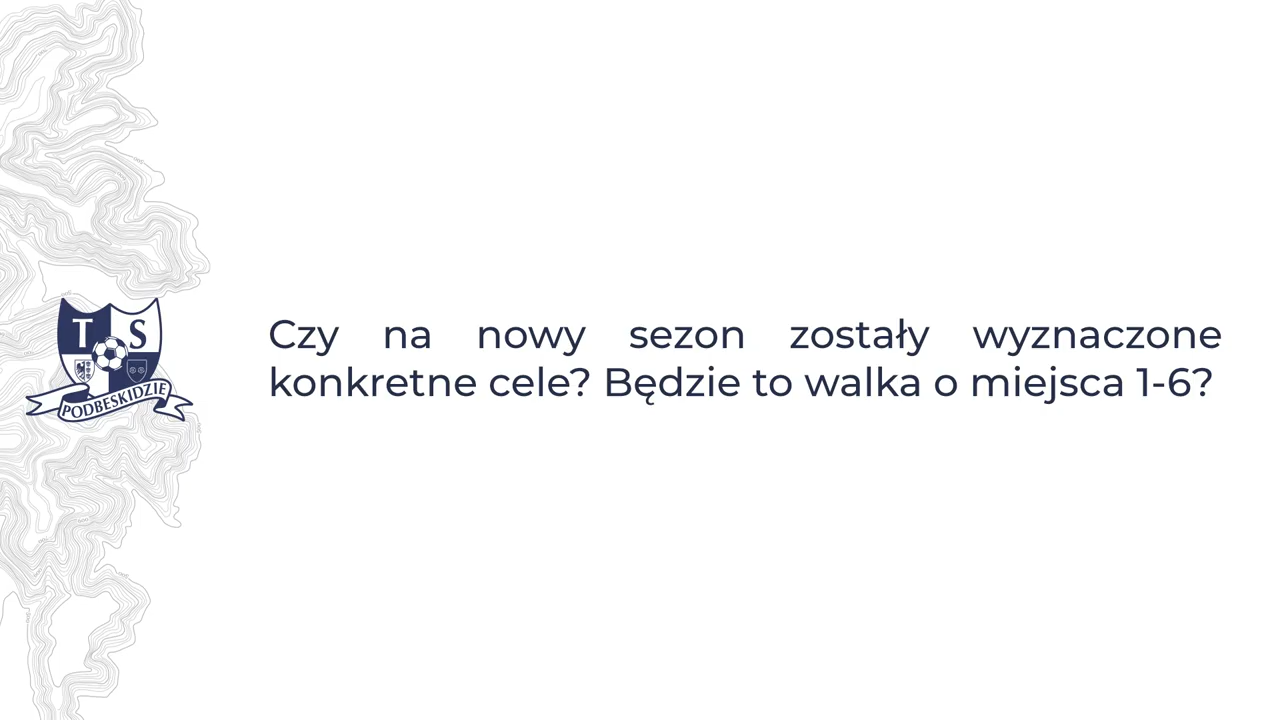 T S
PODBESKIDZIE
Czy na nowy sezon zostały wyznaczone
konkretne cele? Będzie to walka o miejsca 1-6?